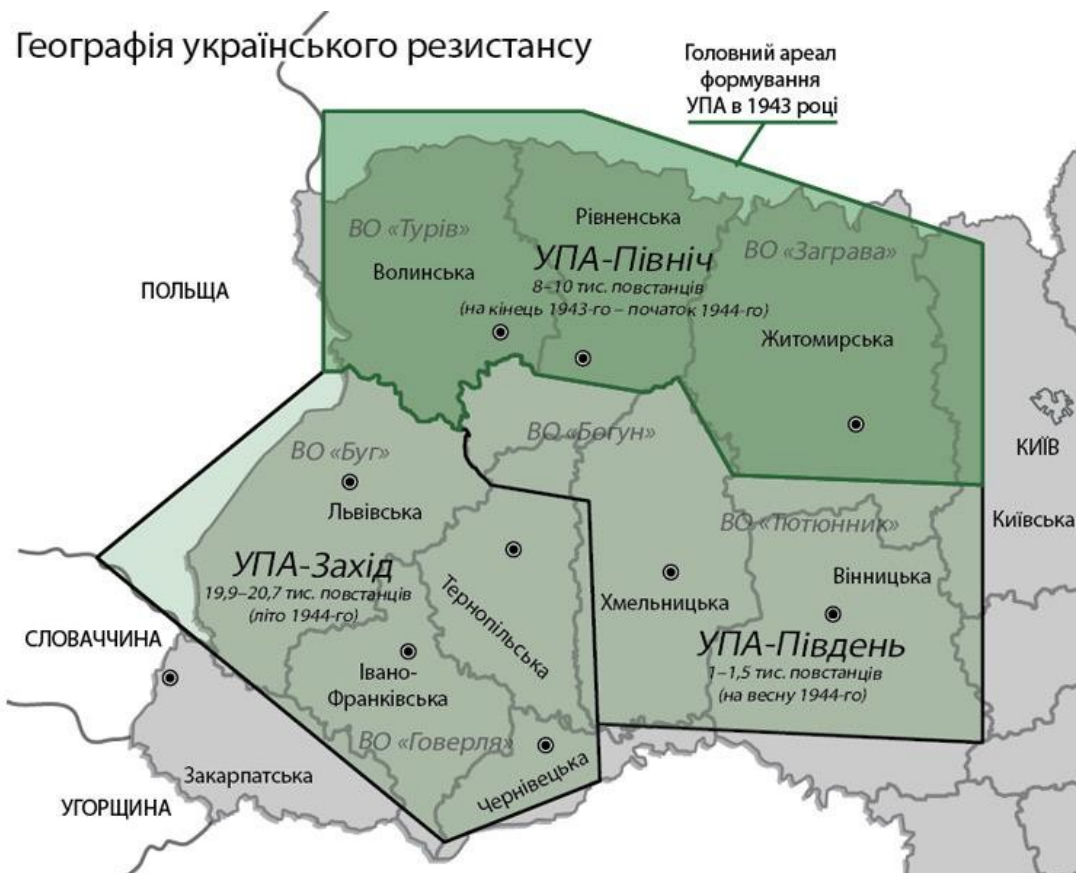 Географія українського резистансу
Головний ареал
формування
УПА в 1943 році
ВО «Турів»
Волинська
Рівненська
ВО «Заграва»
УПА-Північ
8–10 тис. повстанців
(на кінець 1943-го – початок 1944-го)
Житомирська
ПОЛЬЩА
КИЇВ
Київська
ВО «Богун»
ВО «Буг»
Львівська
ВО «Тютюнник»
УПА-Захід
19,9–20,7 тис. повстанців
(літо 1944-го)
Тернопільська
Хмельницька
Вінницька
УПА-Південь
1–1,5 тис. повстанців
(на весну 1944-го)
СЛОВАЧЧИНА
Івано-
Франківська
ВО «Говерля»
Чернівецька
Закарпатська
УГОРЩИНА